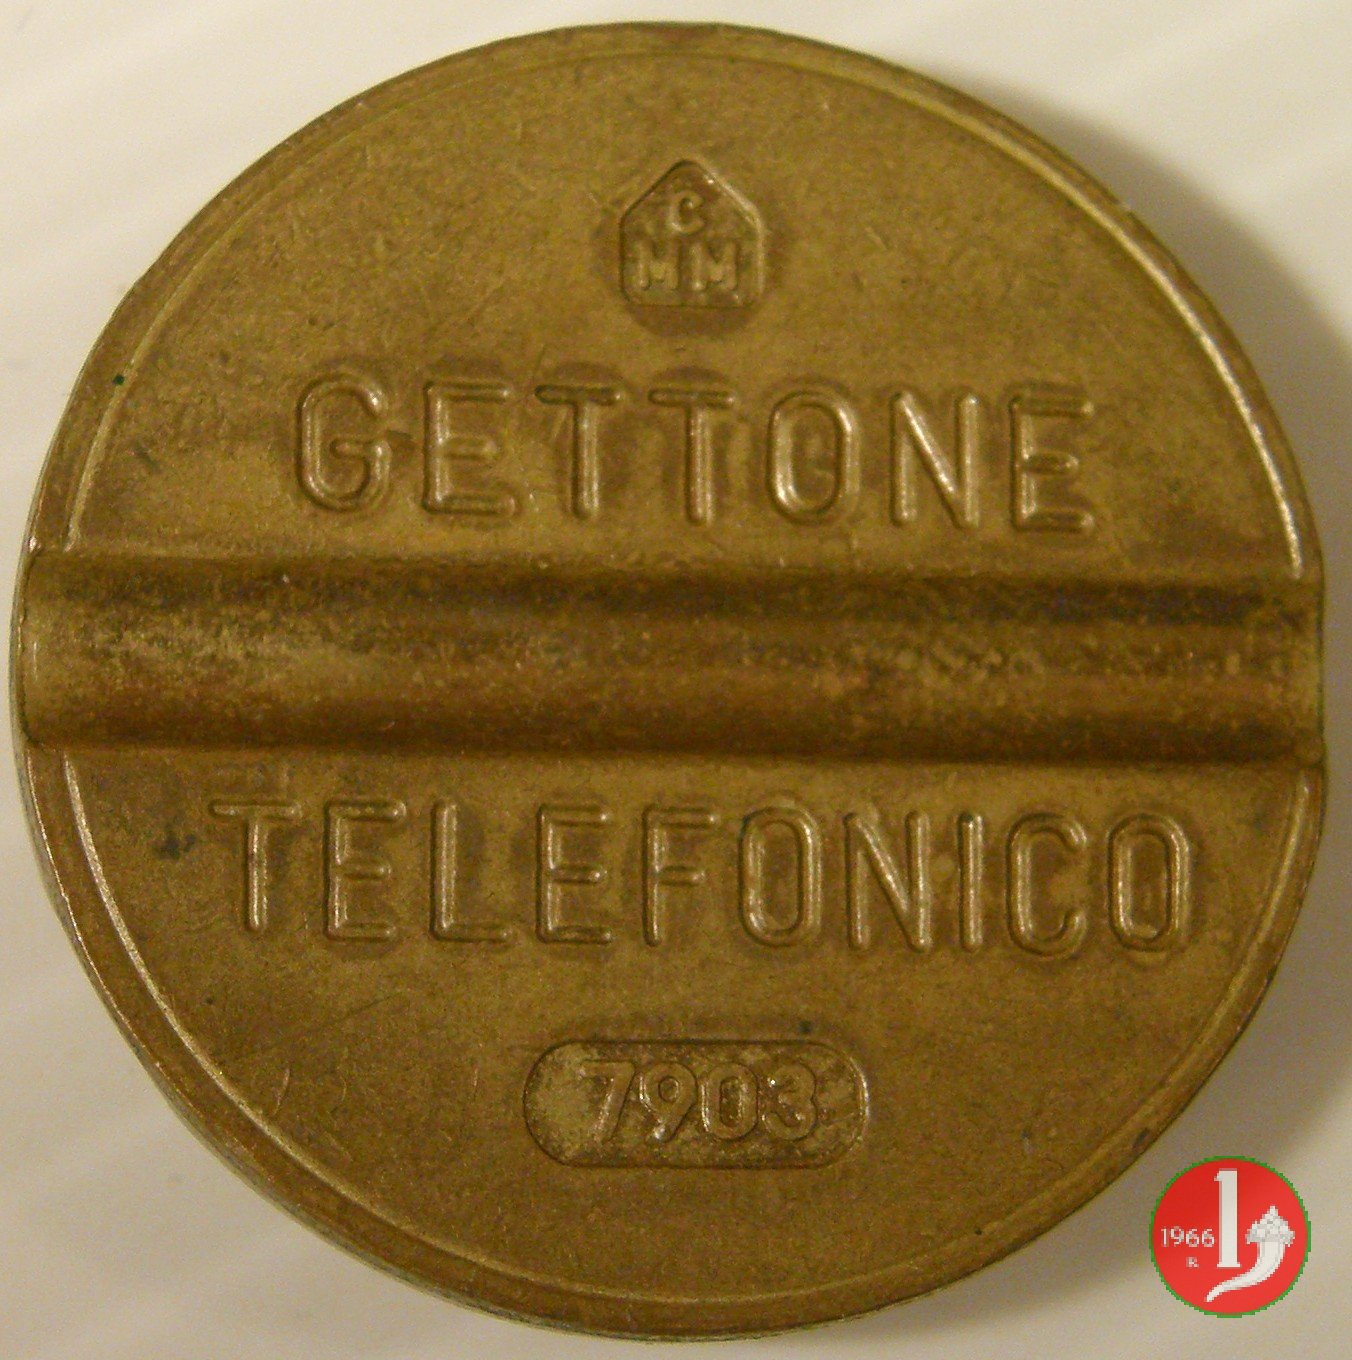 C
MM
GETTONE
TELEFONICO
7903
1966
R